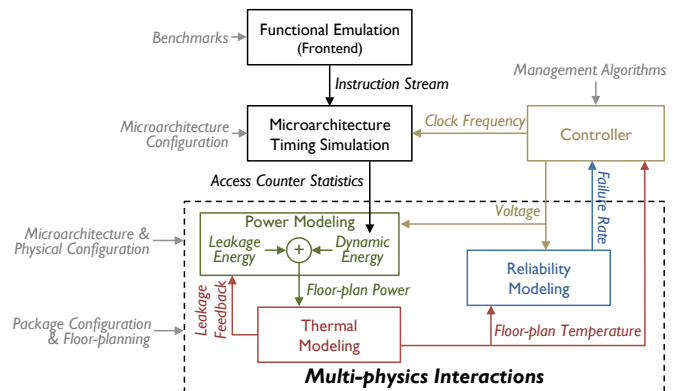 Functional Emulation
(Frontend)
Benchmarks
Instruction Stream
Management Algorithms
Microarchitecture
Configuration
Microarchitecture
Timing Simulation
Clock Frequency
Controller
Access Counter Statistics
Failure Rate
Microarchitecture &
Physical Configuration
Power Modeling
Leakage
Energy
+
Dynamic
Energy
Voltage
Reliability
Modeling
Floor-plan Power
Leakage
Feedback
Package Configuration
& Floor-planning
Thermal
Modeling
Floor-plan Temperature
Multi-physics Interactions